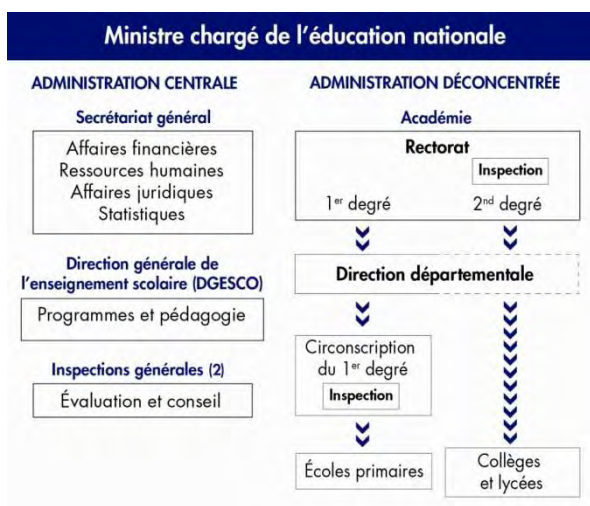 Ministre chargé de l'éducation nationale
ADMINISTRATION CENTRALE
Secrétariat général
Affaires financières
Ressources humaines
Affaires juridiques
Statistiques
Direction générale de
l'enseignement scolaire (DGESCO)
Programmes et pédagogie
Inspections générales (2)
Évaluation et conseil
ADMINISTRATION DÉCONCENTRÉE
Académie
Rectorat
Inspection
1er degré
2nd degré
Direction départementale
Circonscription
du 1er degré
Inspection
Écoles primaires
Collèges
et lycées